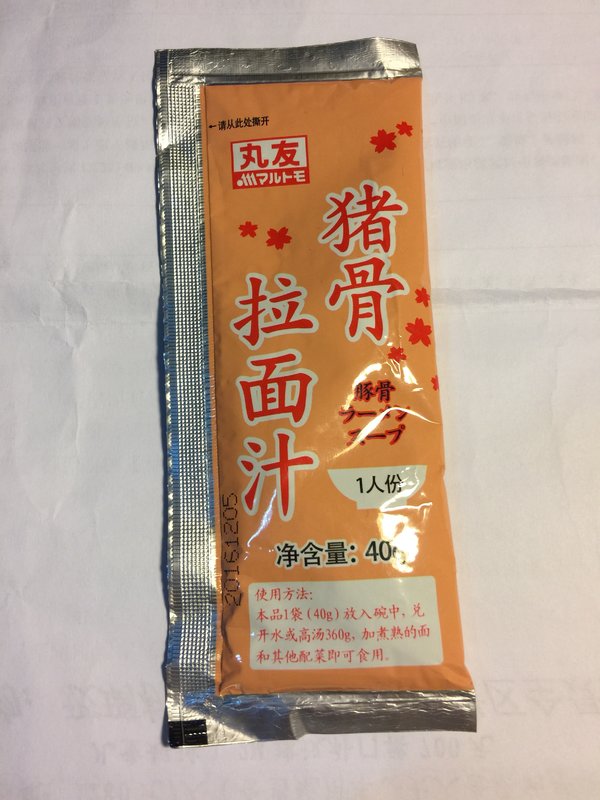 ←请从此处撕开
丸友
マルトモ
猪骨
拉面汁
豚骨
ラーメン
スープ
1人份
净含量：40g
20161205
使用方法：
本品1袋（40g）放入碗中，兑
开水或高汤360g，加煮熟的面
和其他配菜即可食用。